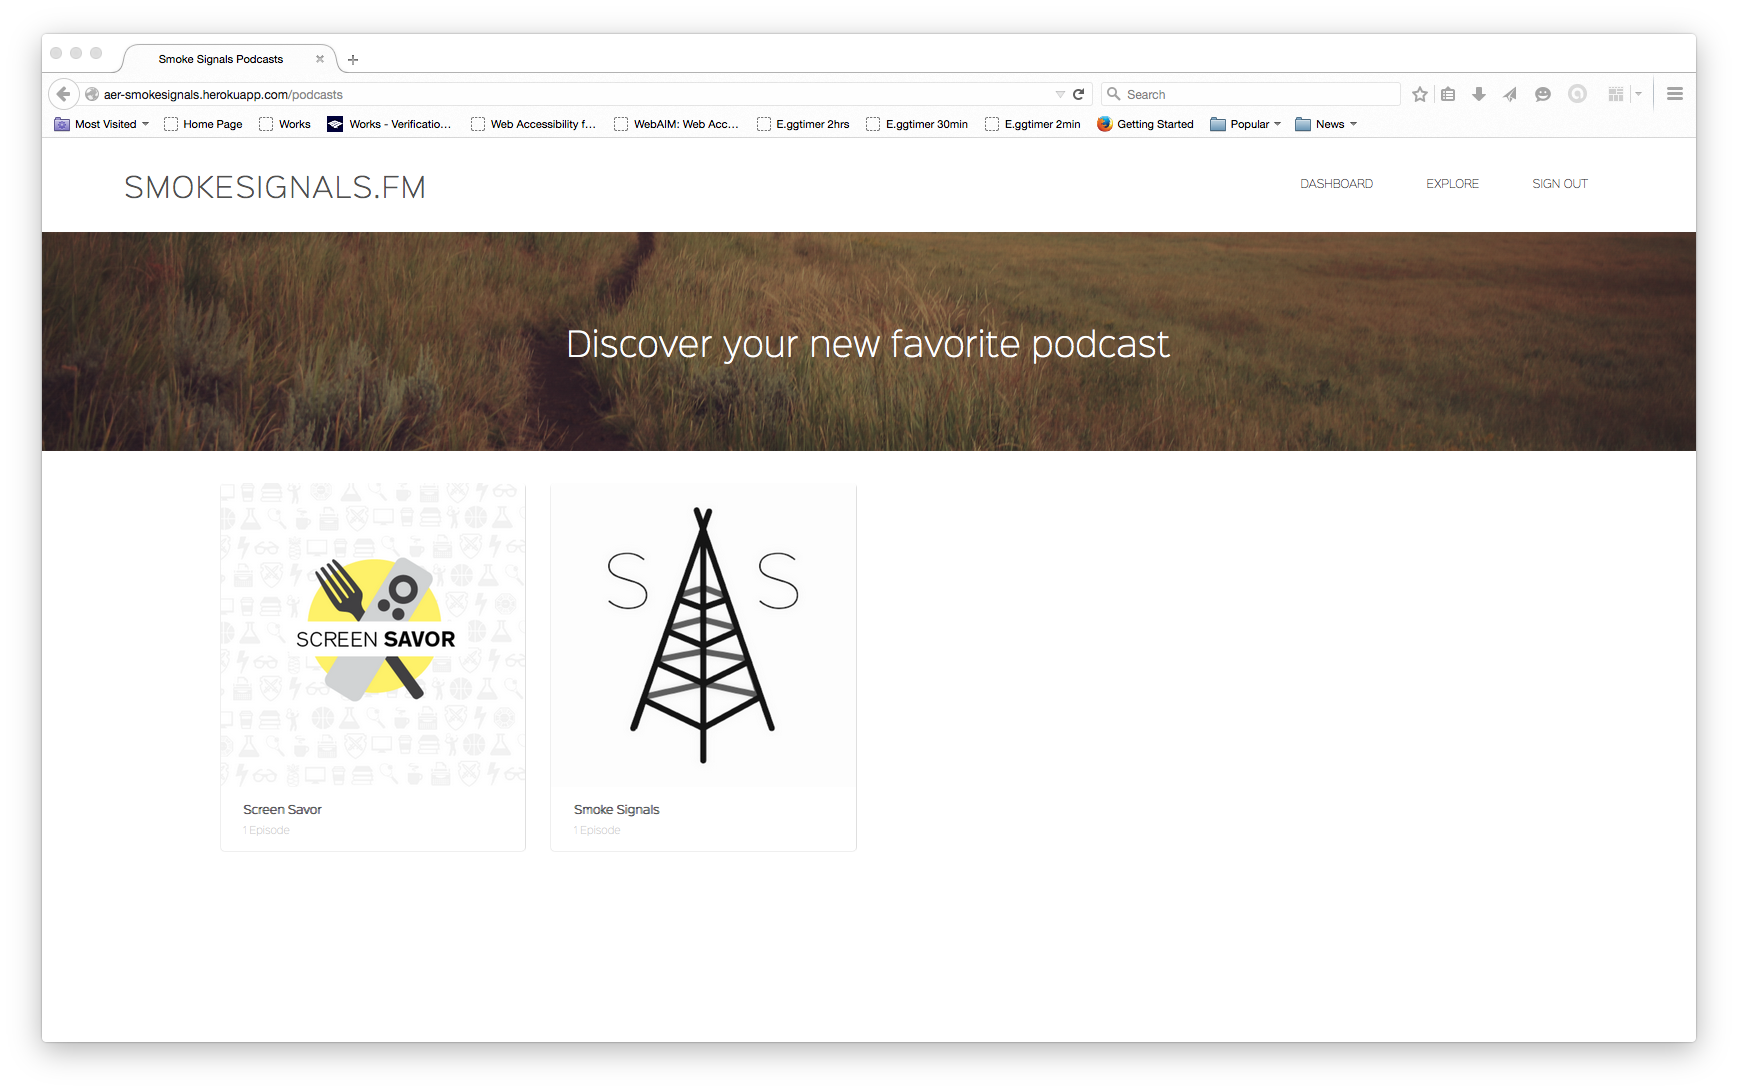 Smoke Signals Podcasts
aer-smokesignals.herokuapp.com/podcasts
Search
Most Visited
Home Page
Works
Works - Verificatio...
Web Accessibility f...
WebAIM: Web Acc...
E.ggtimer 2hrs
E.ggtimer 30min
E.ggtimer 2min
Getting Started
Popular
News
SMOKESIGNALS.FM
DASHBOARD
EXPLORE
SIGN OUT
Discover your new favorite podcast
SCREEN SAVOR
S S
Screen Savor
1 Episode
Smoke Signals
1 Episode